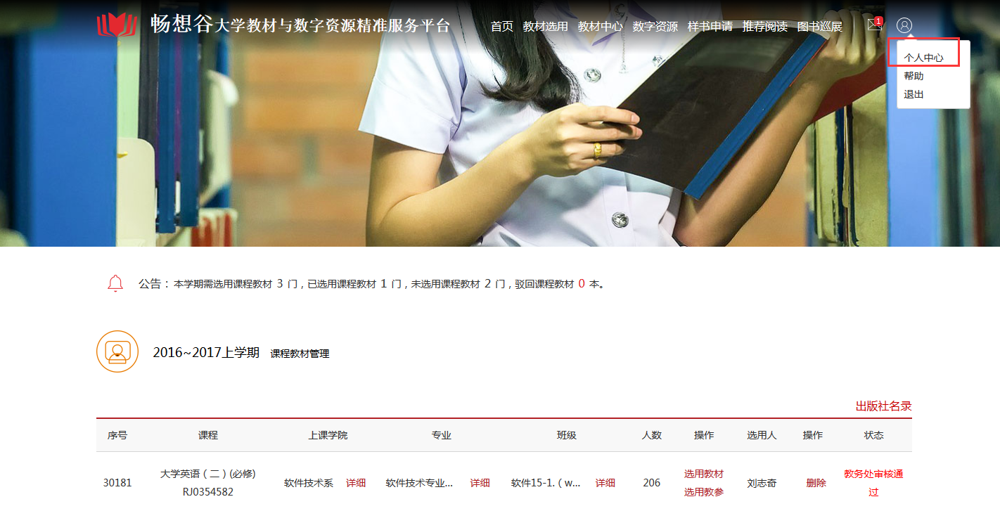 畅想谷大学教材与数字资源精准服务平台
首页 教材选用 教材中心 数字资源 样书申请 推荐阅读 图书巡展 1
个人中心
帮助
退出
公告：本学期需选用课程教材 3 门，已选用课程教材 1 门，未选用课程教材 2 门，驳回课程教材 0 本。
2016~2017上学期 课程教材管理
出版社名录
序号 课程 上课学院 专业 班级 人数 操作 选用人 操作 状态
30181 大学英语（二）(必修) RJ0354582 软件技术系 详细 软件技术专业... 详细 软件15-1.（w... 详细 206 选用教材 选用教参 刘志奇 删除 教务处审核通过